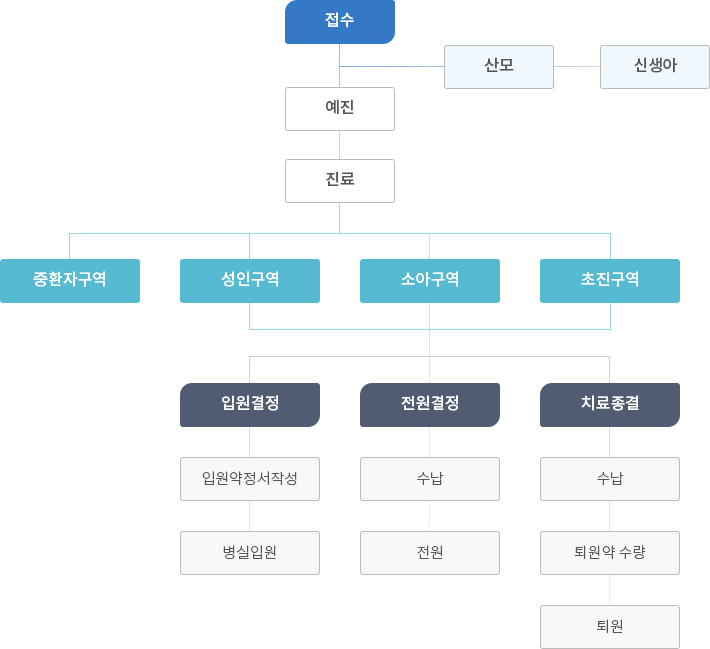 접수
산모
신생아
예진
진료
중환자구역
성인구역
소아구역
초진구역
입원결정
전원결정
치료종결
입원약정서작성
수납
수납
병실입원
전원
퇴원약 수량
퇴원